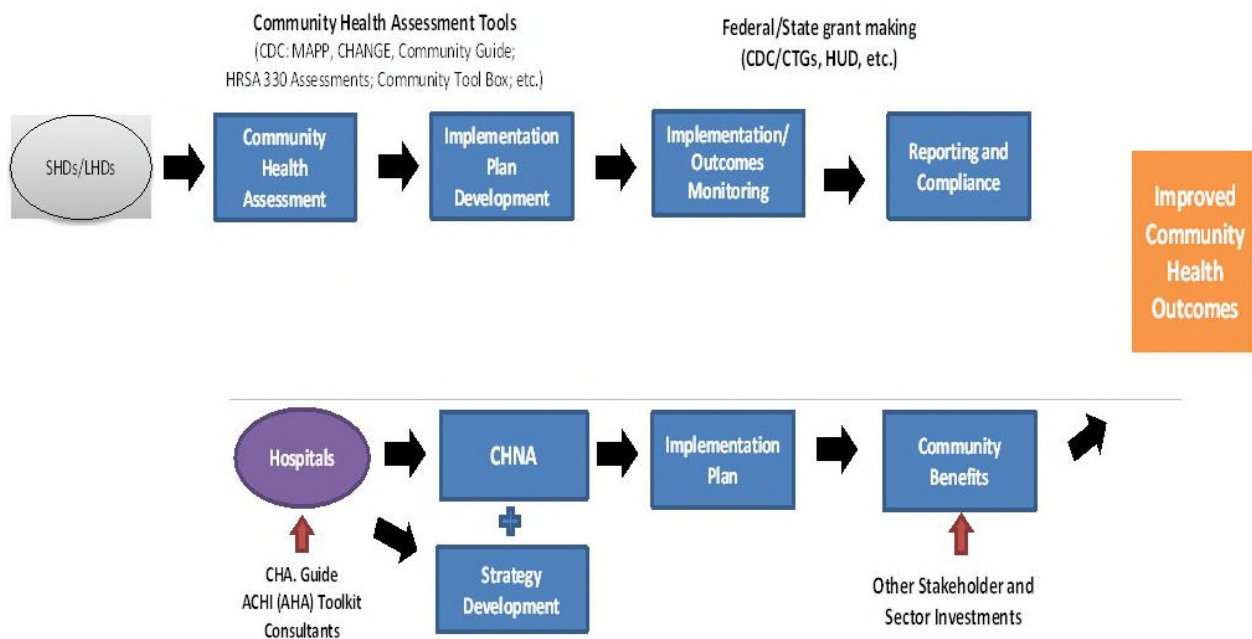 Community Health Assessment Tools
(CDC: MAPP, CHANGE, Community Guide;
HRSA 330 Assessments; Community Tool Box; etc.)
Federal/State grant making
(CDC/CTGs, HUD, etc.)
SHDs/LHDs
Community
Health
Assessment
Implementation
Plan
Development
Implementation/
Outcomes
Monitoring
Reporting and
Compliance
Improved
Community
Health
Outcomes
Hospitals
CHNA
Implementation
Plan
Community
Benefits
CHA. Guide
ACHI (AHA) Toolkit
Consultants
Strategy
Development
Other Stakeholder and
Sector Investments